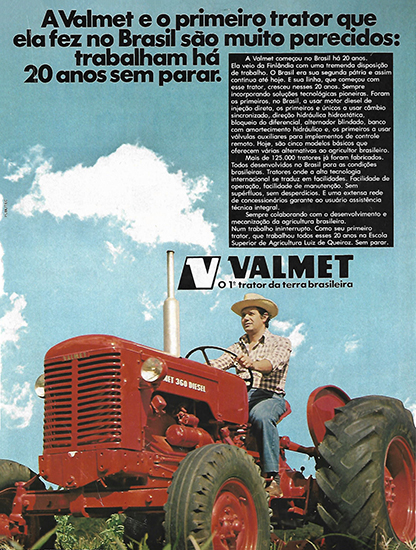 A Valmet e o primeiro trator que
ela fez no Brasil são muito parecidos:
trabalham há
20 anos sem parar.
A Valmet começou no Brasil há 20 anos.
Ela veio da Finlândia com uma tremenda disposição
de trabalho. O Brasil era sua segunda pátria e assim
continua até hoje. E sua linha, que começou com
esse trator, cresceu nesses 20 anos. Sempre
incorporando soluções tecnológicas pioneiras. Foram
os primeiros, no Brasil, a usar motor diesel de
injeção direta, os primeiros e únicos a usar câmbio
sincronizado, direção hidráulica hidrostática,
bloqueio do diferencial, alternador blindado, banco
com amortecimento hidráulico e, os primeiros a usar
válvulas auxiliares para implementos de controle
remoto. Hoje, são cinco modelos básicos que
oferecem várias alternativas ao agricultor brasileiro.
Mais de 125.000 tratores já foram fabricados.
Todos desenvolvidos no Brasil para as condições
brasileiras. Tratores onde a alta tecnologia
internacional se traduz em facilidades. Facilidade de
operação, facilidade de manutenção. Sem
supérfluos, sem desperdícios. E uma extensa rede
de concessionários garante ao usuário assistência
técnica integral.
Sempre colaborando com o desenvolvimento e
mecanização da agricultura brasileira.
Num trabalho ininterrupto. Como seu primeiro
trator, que trabalhou todos esses 20 anos na Escola
Superior de Agricultura Luiz de Queiroz. Sem parar.
VALMET
O 1º trator da terra brasileira
VALMET
MET 360 DIESEL